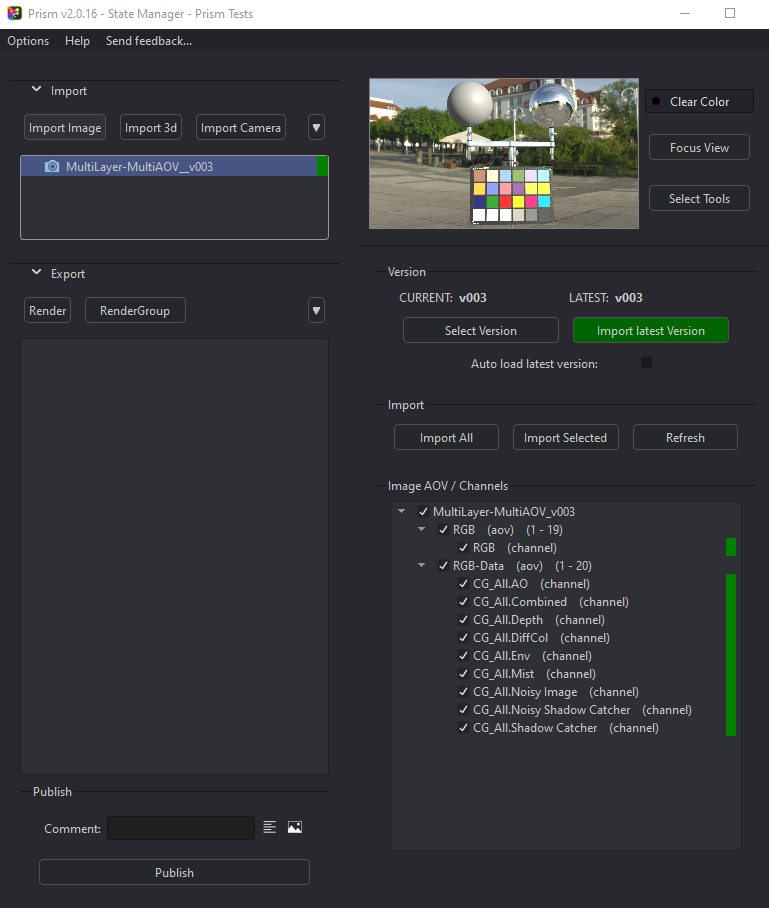 Prism v2.0.16 - State Manager - Prism Tests
Options Help Send feedback...
Import
Import Image Import 3d Import Camera ▼
MultiLayer-MultiAOV__v003
Export
Render RenderGroup ▼
Publish
Comment:
Publish
Clear Color
Focus View
Select Tools
Version
CURRENT: v003 LATEST: v003
Select Version Import latest Version
Auto load latest version:
Import
Import All Import Selected Refresh
Image AOV / Channels
MultiLayer-MultiAOV_v003
RGB (aov) (1 - 19)
RGB (channel)
RGB-Data (aov) (1 - 20)
CG_All.AO (channel)
CG_All.Combined (channel)
CG_All.Depth (channel)
CG_All.DiffCol (channel)
CG_All.Env (channel)
CG_All.Mist (channel)
CG_All.Noisy Image (channel)
CG_All.Noisy Shadow Catcher (channel)
CG_All.Shadow Catcher (channel)